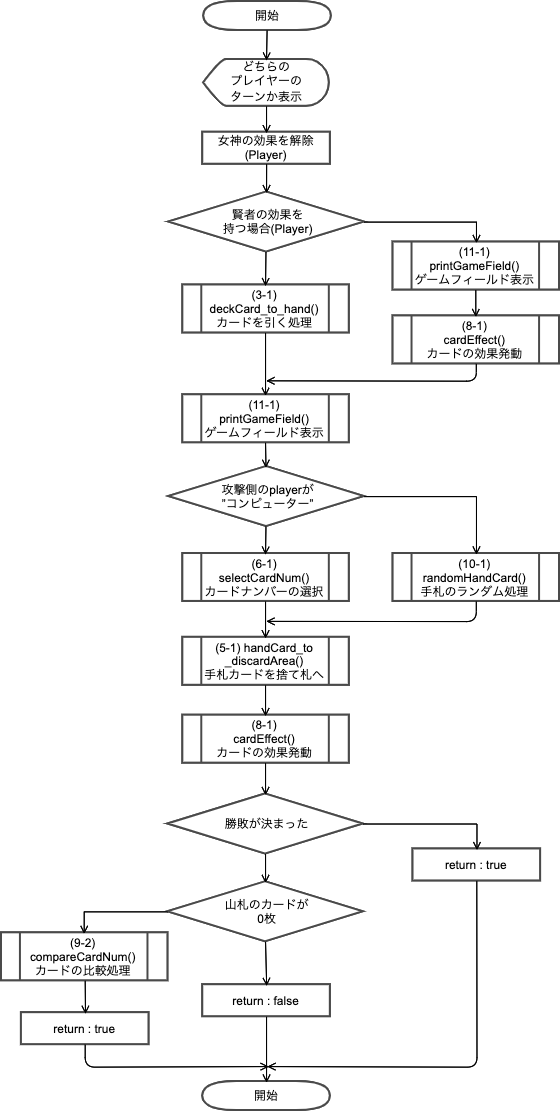 開始
どちらの
プレイヤーの
ターンか表示
女神の効果を解除
(Player)
賢者の効果を
持つ場合(Player)
(11-1)
printGameField()
ゲームフィールド表示
(3-1)
deckCard_to_hand()
カードを引く処理
(8-1)
cardEffect()
カードの効果発動
(11-1)
printGameField()
ゲームフィールド表示
攻撃側のplayerが
"コンピューター"
(6-1)
selectCardNum()
カードナンバーの選択
(10-1)
randomHandCard()
手札のランダム処理
(5-1) handCard_to
_discardArea()
手札カードを捨て札へ
(8-1)
cardEffect()
カードの効果発動
勝敗が決まった
return : true
山札のカードが
0枚
(9-2)
compareCardNum()
カードの比較処理
return : false
return : true
開始